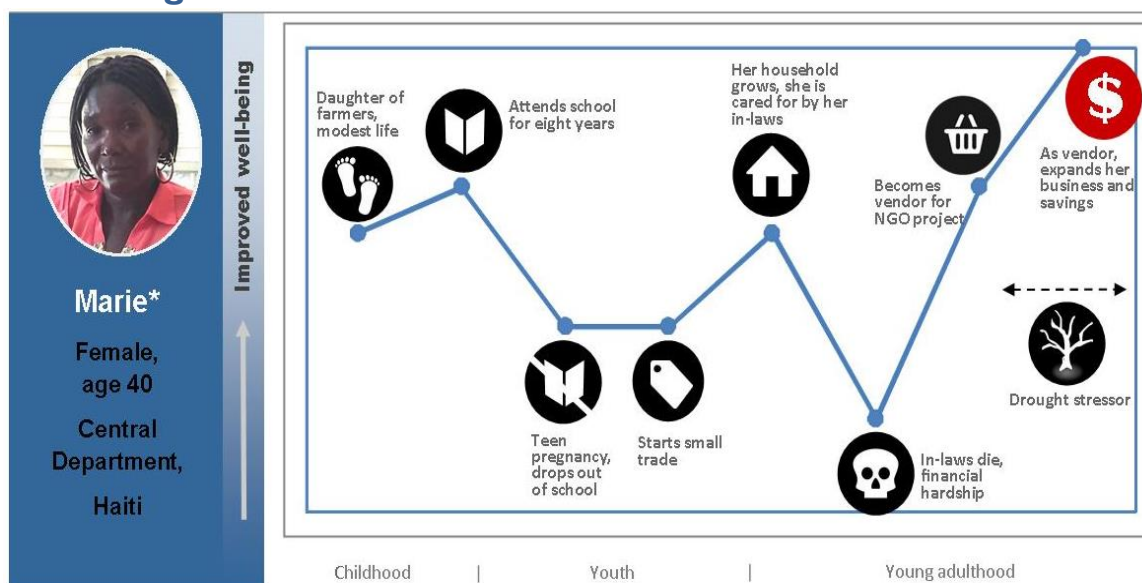 Improved well-being
Marie*
Female,
age 40
Central
Department,
Haiti
Daughter of
farmers,
modest life
Attends school
for eight years
Teen
pregnancy,
drops out
of school
Starts small
trade
Her household
grows, she is
cared for by her
in-laws
In-laws die,
financial
hardship
Becomes
vendor for
NGO project
$
As vendor,
expands her
business and
savings
Drought stressor
Childhood | Youth | Young adulthood